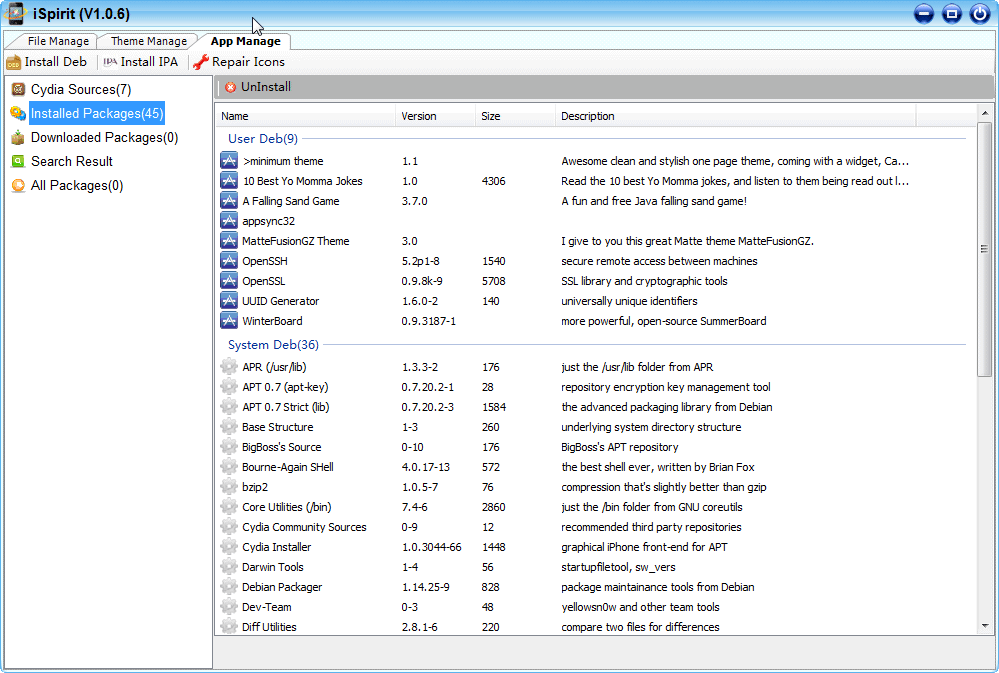 iSpirit (V1.0.6)
File Manage Theme Manage App Manage
Install Deb IPA Install IPA Repair Icons
Cydia Sources(7)
Installed Packages(45)
Downloaded Packages(0)
Search Result
All Packages(0)
UnInstall
Name Version Size Description
User Deb(9)
>minimum theme 1.1 Awesome clean and stylish one page theme, coming with a widget, Ca...
10 Best Yo Momma Jokes 1.0 4306 Read the 10 best Yo Momma jokes, and listen to them being read out l...
A Falling Sand Game 3.7.0 A fun and free Java falling sand game!
appsync32
MatteFusionGZ Theme 3.0 I give to you this great Matte theme MatteFusionGZ.
OpenSSH 5.2p1-8 1540 secure remote access between machines
OpenSSL 0.9.8k-9 5708 SSL library and cryptographic tools
UUID Generator 1.6.0-2 140 universally unique identifiers
WinterBoard 0.9.3187-1 more powerful, open-source SummerBoard
System Deb(36)
APR (/usr/lib) 1.3.3-2 176 just the /usr/lib folder from APR
APT 0.7 (apt-key) 0.7.20.2-1 28 repository encryption key management tool
APT 0.7 Strict (lib) 0.7.20.2-3 1584 the advanced packaging library from Debian
Base Structure 1-3 260 underlying system directory structure
BigBoss's Source 0-10 176 BigBoss's APT repository
Bourne-Again SHell 4.0.17-13 572 the best shell ever, written by Brian Fox
bzip2 1.0.5-7 76 compression that's slightly better than gzip
Core Utilities (/bin) 7.4-6 2860 just the /bin folder from GNU coreutils
Cydia Community Sources 0-9 12 recommended third party repositories
Cydia Installer 1.0.3044-66 1448 graphical iPhone front-end for APT
Darwin Tools 1-4 56 startupfiletool, sw_vers
Debian Packager 1.14.25-9 828 package maintainance tools from Debian
Dev-Team 0-3 48 yellowsn0w and other team tools
Diff Utilities 2.8.1-6 220 compare two files for differences